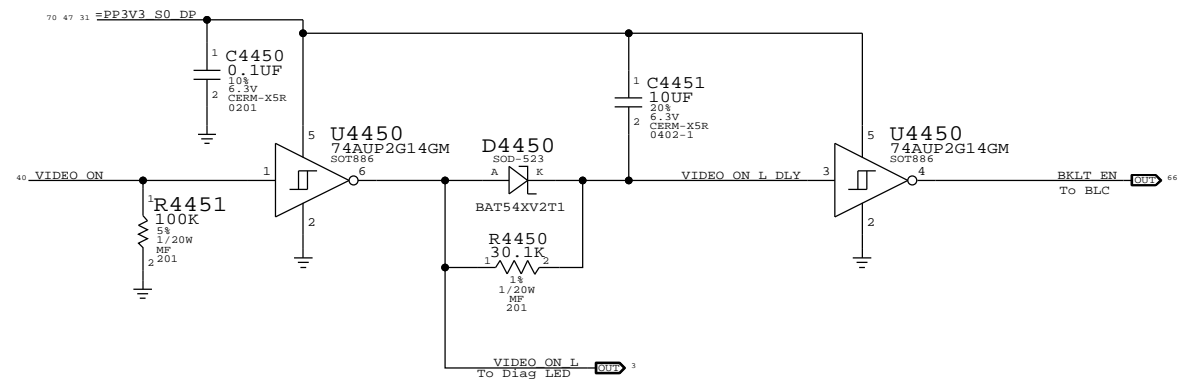 70 47 31 =PP3V3_S0_DP
1
C4450
0.1UF
10%
6.3V
CERM-X5R
0201
2
1
C4451
10UF
20%
6.3V
CERM-X5R
0402-1
2
5
U4450
74AUP2G14GM
SOT886
1
6
2
D4450
SOD-523
A
K
BAT54XV2T1
5
U4450
74AUP2G14GM
SOT886
3
4
2
40 VIDEO_ON
VIDEO_ON_L_DLY
BKLT_EN
OUT
66
To BLC
1
R4451
100K
5%
1/20W
MF
201
2
R4450
30.1K
1
2
1%
1/20W
MF
201
VIDEO_ON_L
OUT
3
To Diag LED